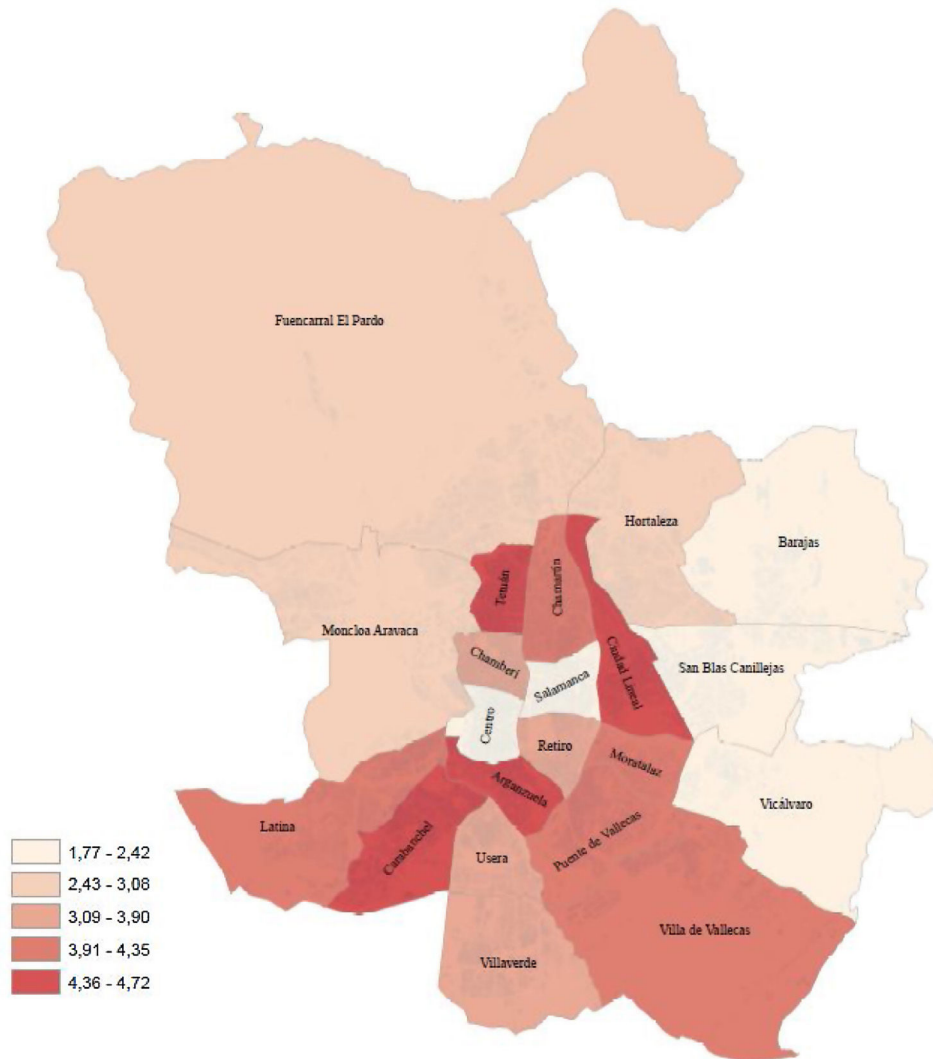 Fuencarral El Pardo
Hortaleza
Barajas
Tetuán
Chamartín
Moncloa Aravaca
Chamberí
Salamanca
Ciudad Lineal
San Blas Canillejas
Centro
Retiro
Moratalaz
Arganzuela
Vicálvaro
Latina
Carabanchel
Usera
Puente de Vallecas
Villa de Vallecas
Villaverde
1,77 - 2,42
2,43 - 3,08
3,09 - 3,90
3,91 - 4,35
4,36 - 4,72